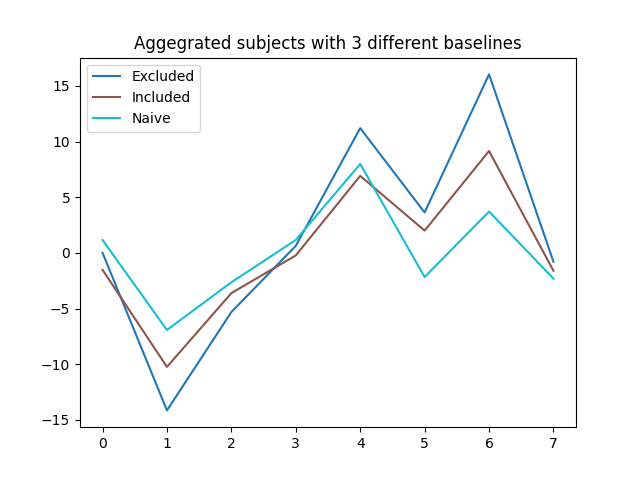 Aggegrated subjects with 3 different baselines
Excluded
Included
Naive
15
10
5
0
−5
−10
−15
0 1 2 3 4 5 6 7